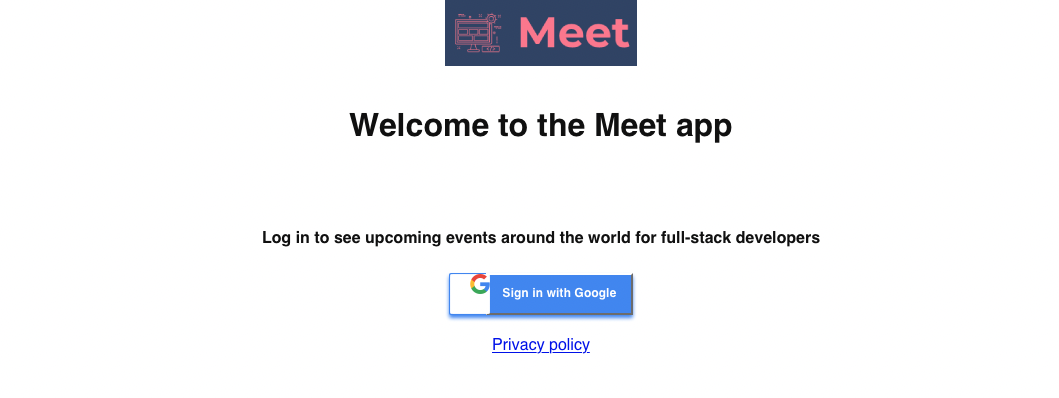 Meet
Welcome to the Meet app
Log in to see upcoming events around the world for full-stack developers
Sign in with Google
Privacy policy